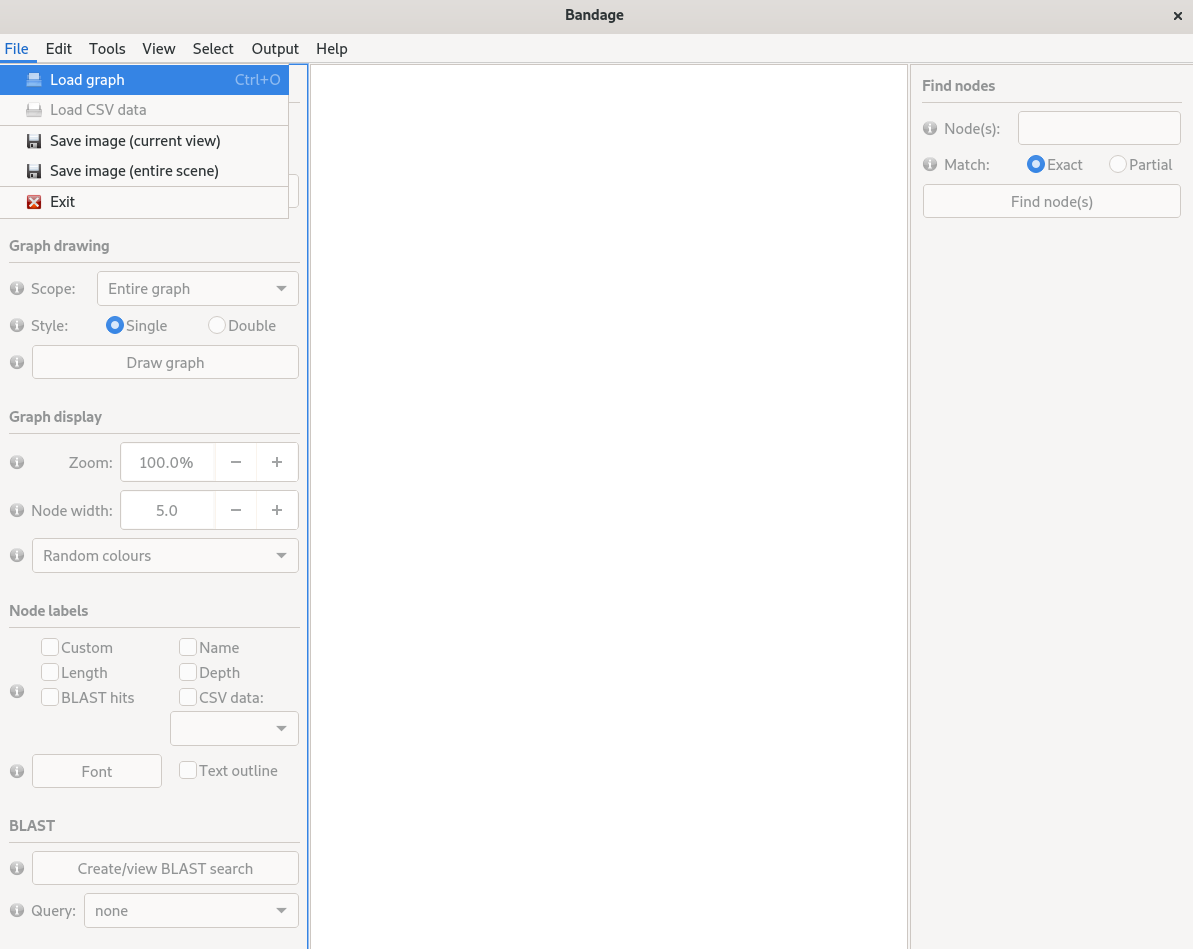 Bandage
File Edit Tools View Select Output Help
Load graph Ctrl+O
Load CSV data
Save image (current view)
Save image (entire scene)
Exit
Graph drawing
Scope: Entire graph
Style: Single Double
Draw graph
Graph display
Zoom: 100.0% − +
Node width: 5.0 − +
Random colours
Node labels
Custom Name
Length Depth
BLAST hits CSV data:
Font Text outline
BLAST
Create/view BLAST search
Query: none
Find nodes
Node(s):
Match: Exact Partial
Find node(s)